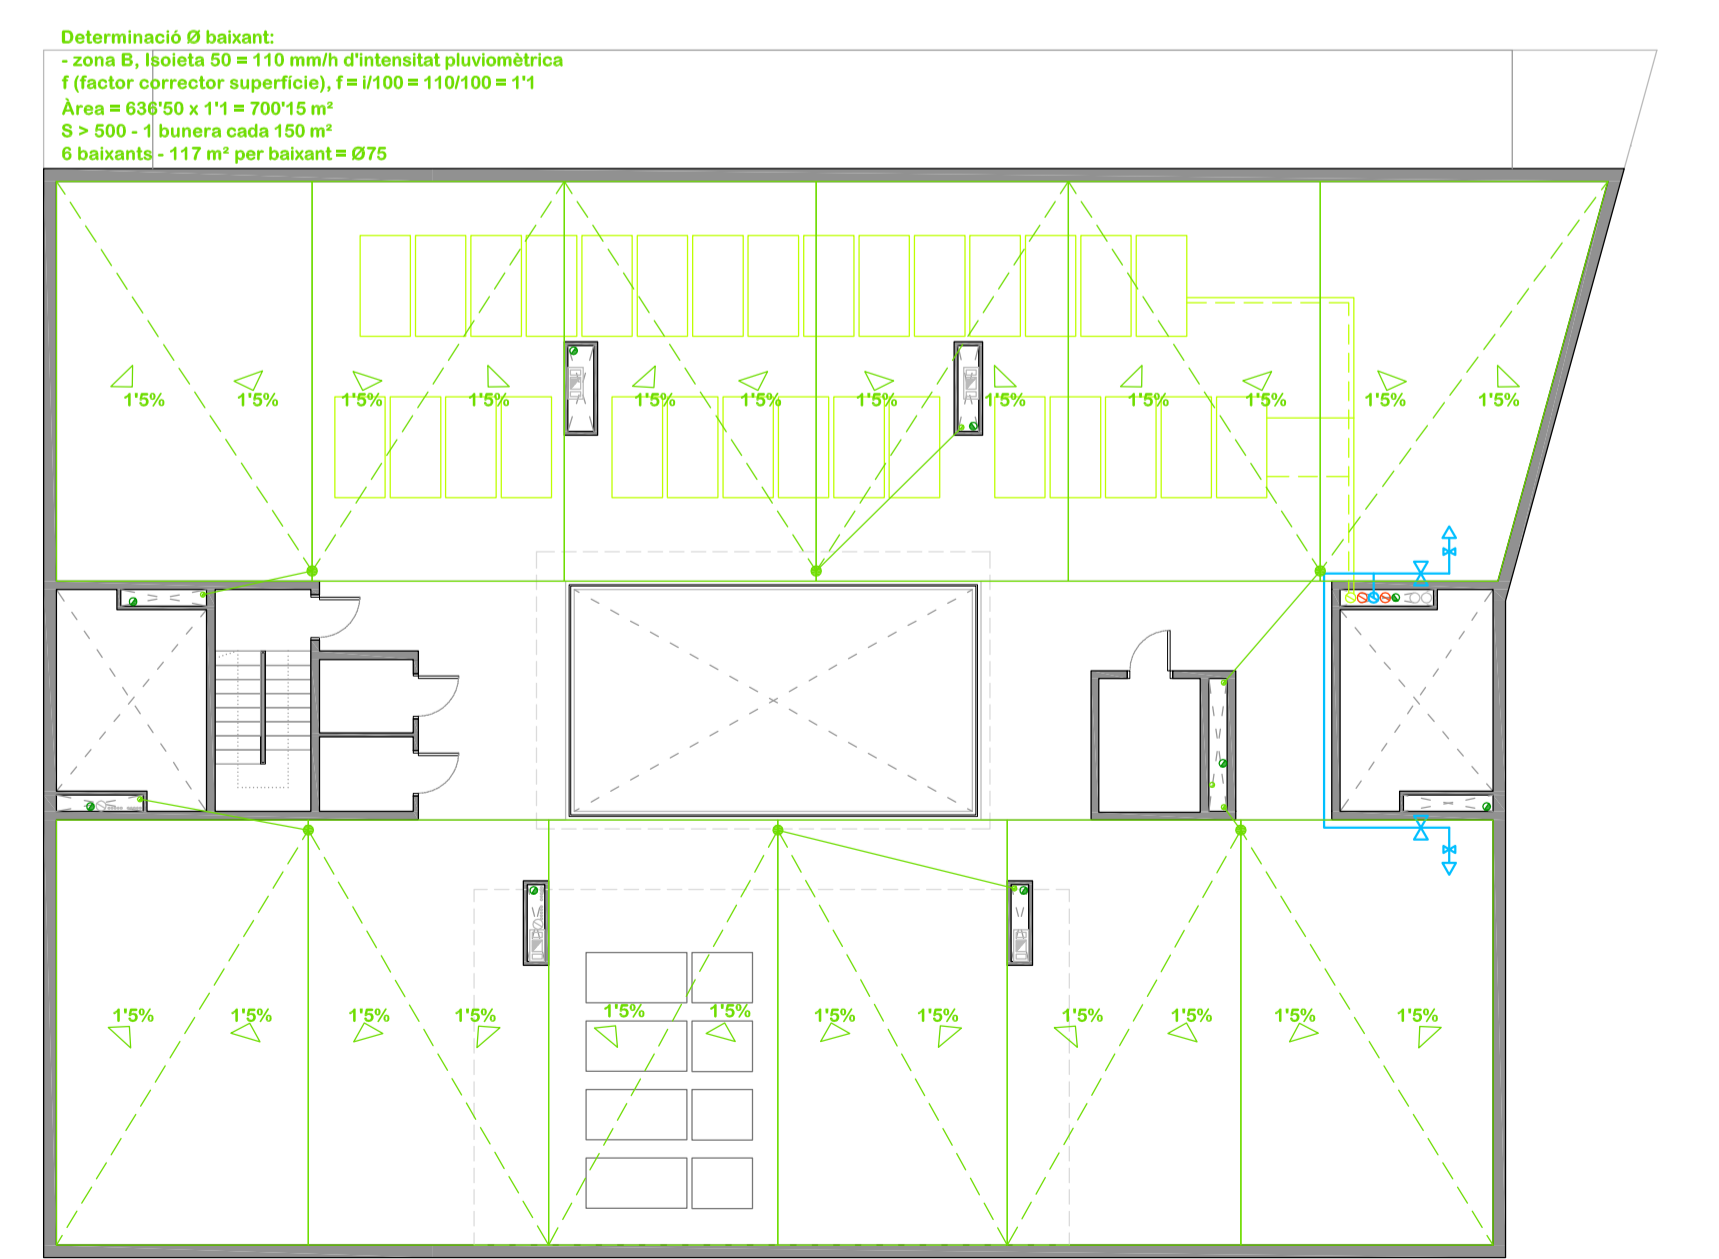 Determinació Ø baixant:
- zona B, Isoieta 50 = 110 mm/h d'intensitat pluviomètrica
f (factor corrector superfície), f = i/100 = 110/100 = 1'1
Àrea = 636'50 x 1'1 = 700'15 m²
S > 500 - 1 bunera cada 150 m²
6 baixants - 117 m² per baixant = Ø75
1'5% 1'5% 1'5% 1'5% 1'5% 1'5% 1'5% 1'5% 1'5% 1'5% 1'5% 1'5%
1'5% 1'5% 1'5% 1'5% 1'5% 1'5% 1'5% 1'5% 1'5% 1'5% 1'5% 1'5%